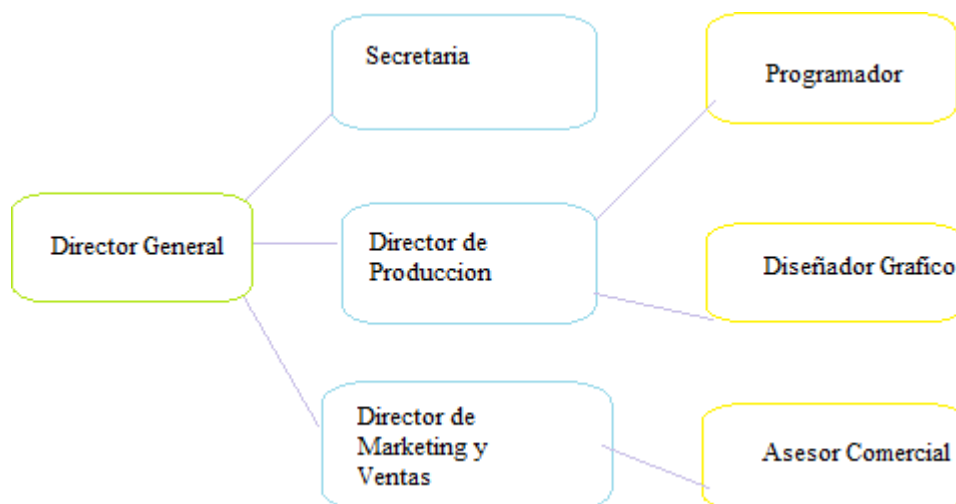 Secretaria
Programador
Director General
Director de
Produccion
Diseñador Grafico
Director de
Marketing y
Ventas
Asesor Comercial